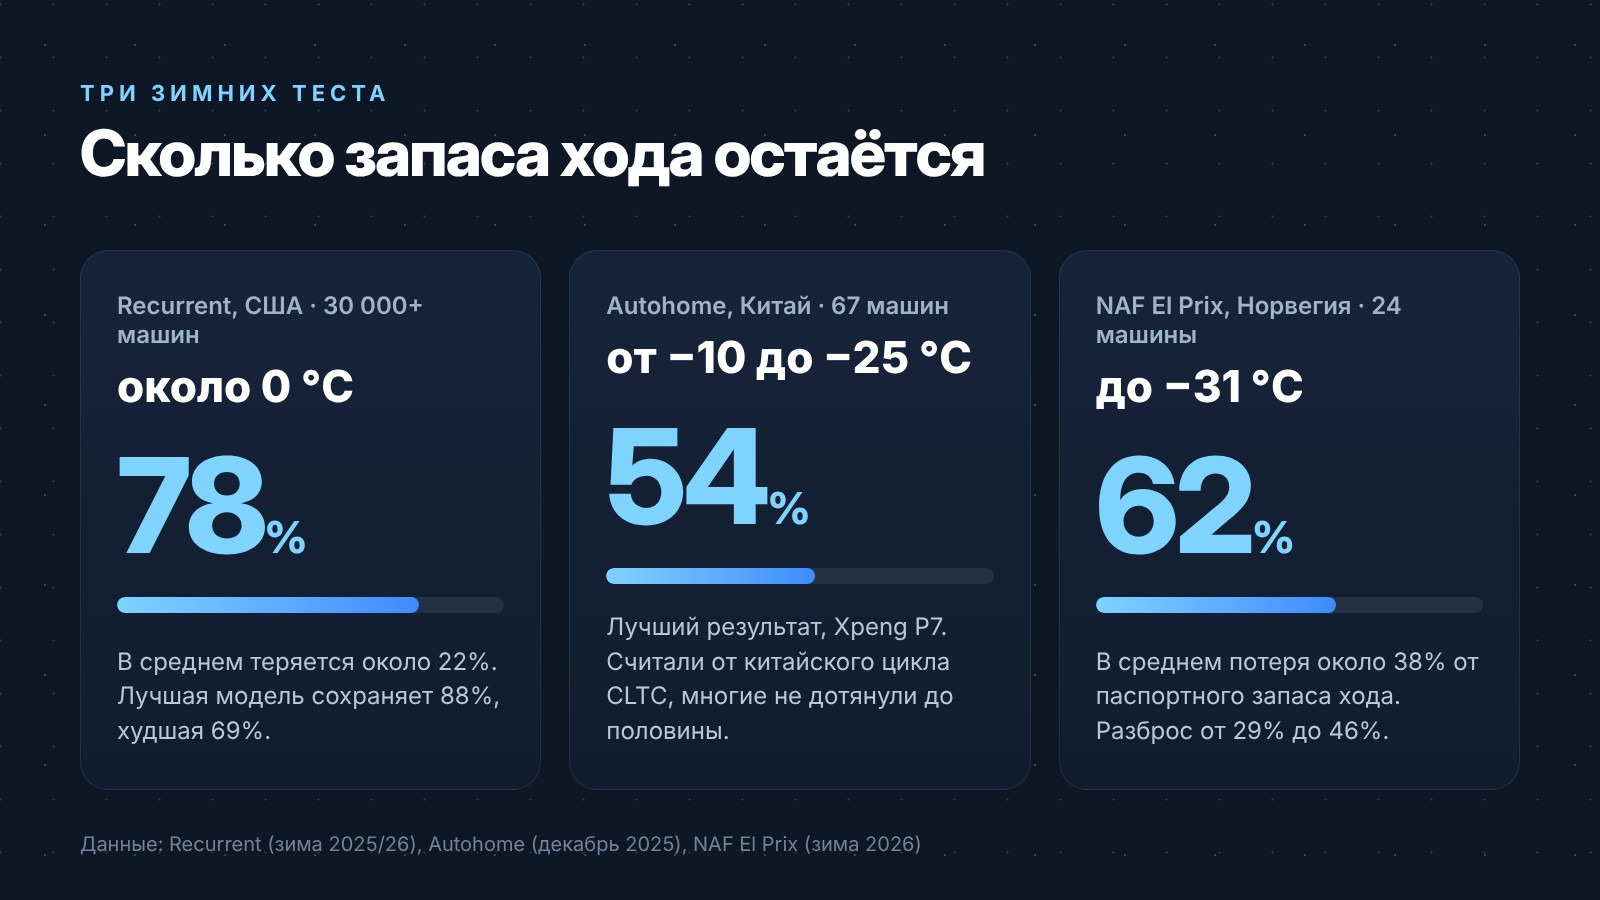 ТРИ ЗИМНИХ ТЕСТА
Сколько запаса хода остаётся
Recurrent, США · 30 000+
машин
около 0 °C
78%
В среднем теряется около 22%.
Лучшая модель сохраняет 88%,
худшая 69%.
Autohome, Китай · 67 машин
от −10 до −25 °C
54%
Лучший результат, Xpeng P7.
Считали от китайского цикла
CLTC, многие не дотянули до
половины.
NAF El Prix, Норвегия · 24
машины
до −31 °C
62%
В среднем потеря около 38% от
паспортного запаса хода.
Разброс от 29% до 46%.
Данные: Recurrent (зима 2025/26), Autohome (декабрь 2025), NAF El Prix (зима 2026)